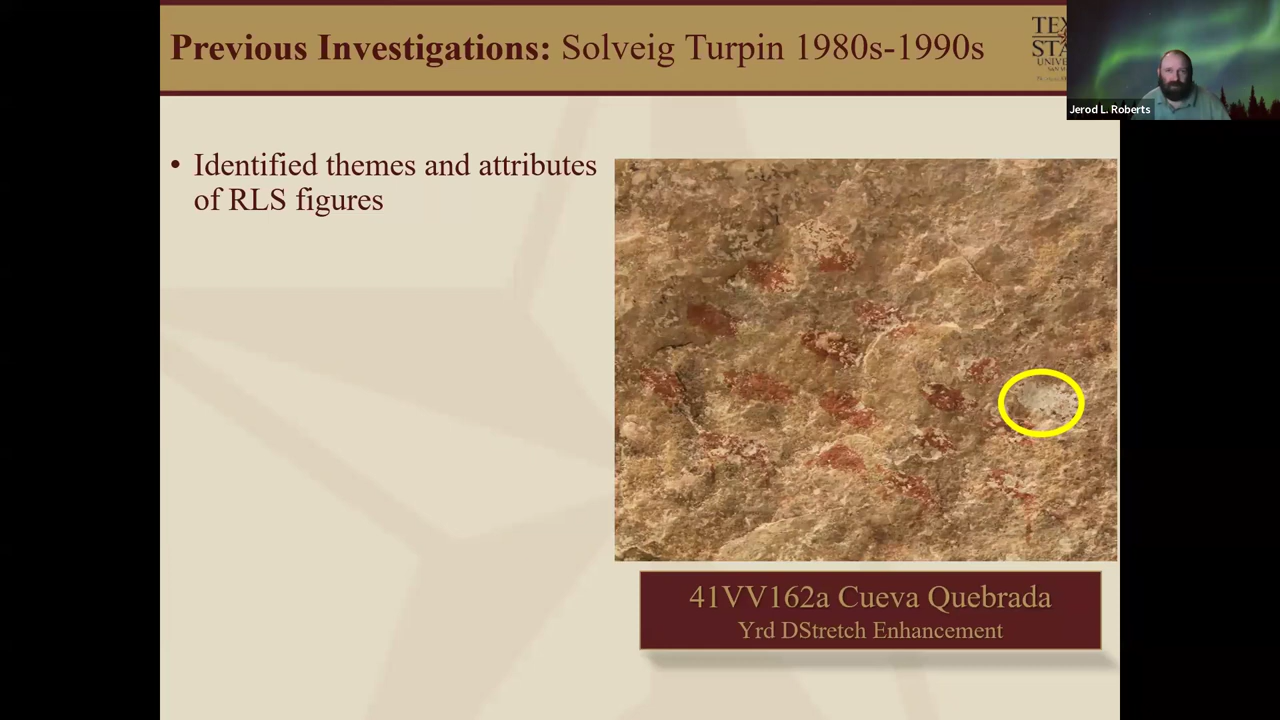 Previous Investigations: Solveig Turpin 1980s-1990s
Jerod L. Roberts
• Identified themes and attributes
of RLS figures
41VV162a Cueva Quebrada
Yrd DStretch Enhancement